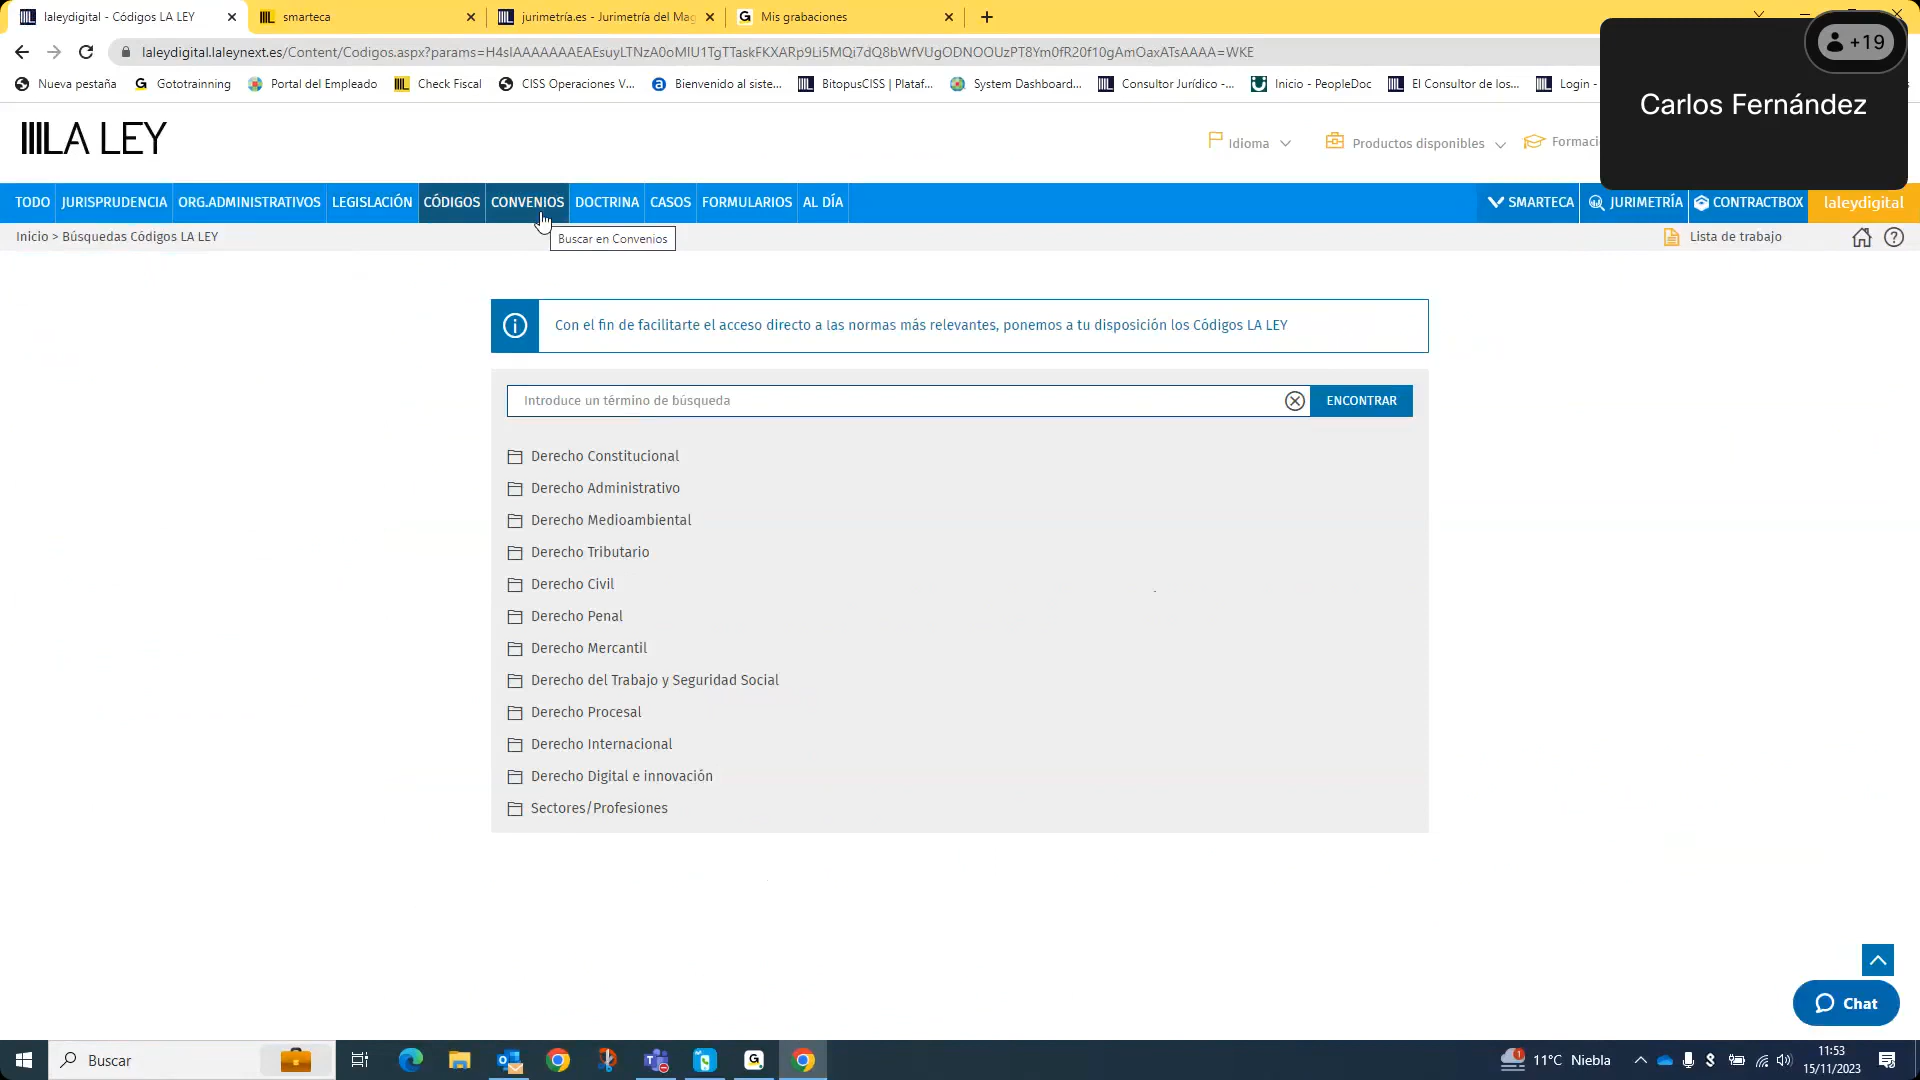 laleydigital - Códigos LA LEY
smarteca
jurimetría.es - Jurimetría del Mag
Mis grabaciones
laleydigital.laleynext.es/Content/Codigos.aspx?params=H4sIAAAAAAAEAEsuyLTNzA0oMIU1TgTTaskFKXARp9Li5MQi7dQ8bWfVUgODNOOUzPT8Ym0fR20f10gAmOaxATsAAAA=WKE
Nueva pestaña
Gototrainning
Portal del Empleado
Check Fiscal
CISS Operaciones V...
Bienvenido al siste...
BitopusCISS | Plataf...
System Dashboard...
Consultor Jurídico -...
Inicio - PeopleDoc
El Consultor de los...
Login -
+19
Carlos Fernández
LA LEY
Idioma
Productos disponibles
Formaci
TODO
JURISPRUDENCIA
ORG.ADMINISTRATIVOS
LEGISLACIÓN
CÓDIGOS
CONVENIOS
DOCTRINA
CASOS
FORMULARIOS
AL DÍA
SMARTECA
JURIMETRÍA
CONTRACTBOX
laleydigital
Inicio > Búsquedas Códigos LA LEY
Buscar en Convenios
Lista de trabajo
Con el fin de facilitarte el acceso directo a las normas más relevantes, ponemos a tu disposición los Códigos LA LEY
Introduce un término de búsqueda
ENCONTRAR
Derecho Constitucional
Derecho Administrativo
Derecho Medioambiental
Derecho Tributario
Derecho Civil
Derecho Penal
Derecho Mercantil
Derecho del Trabajo y Seguridad Social
Derecho Procesal
Derecho Internacional
Derecho Digital e innovación
Sectores/Profesiones
Chat
Buscar
1
11°C Niebla
11:53
15/11/2023